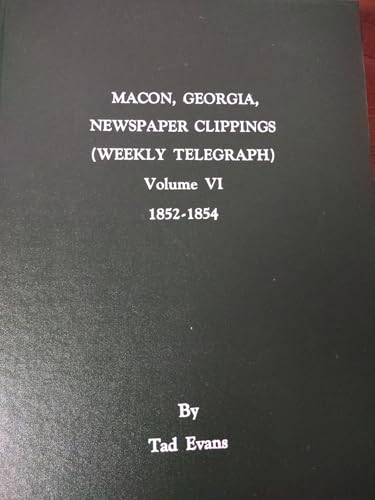 MACON, GEORGIA,
NEWSPAPER CLIPPINGS
(WEEKLY TELEGRAPH)
Volume VI
1852-1854
By
Tad Evans